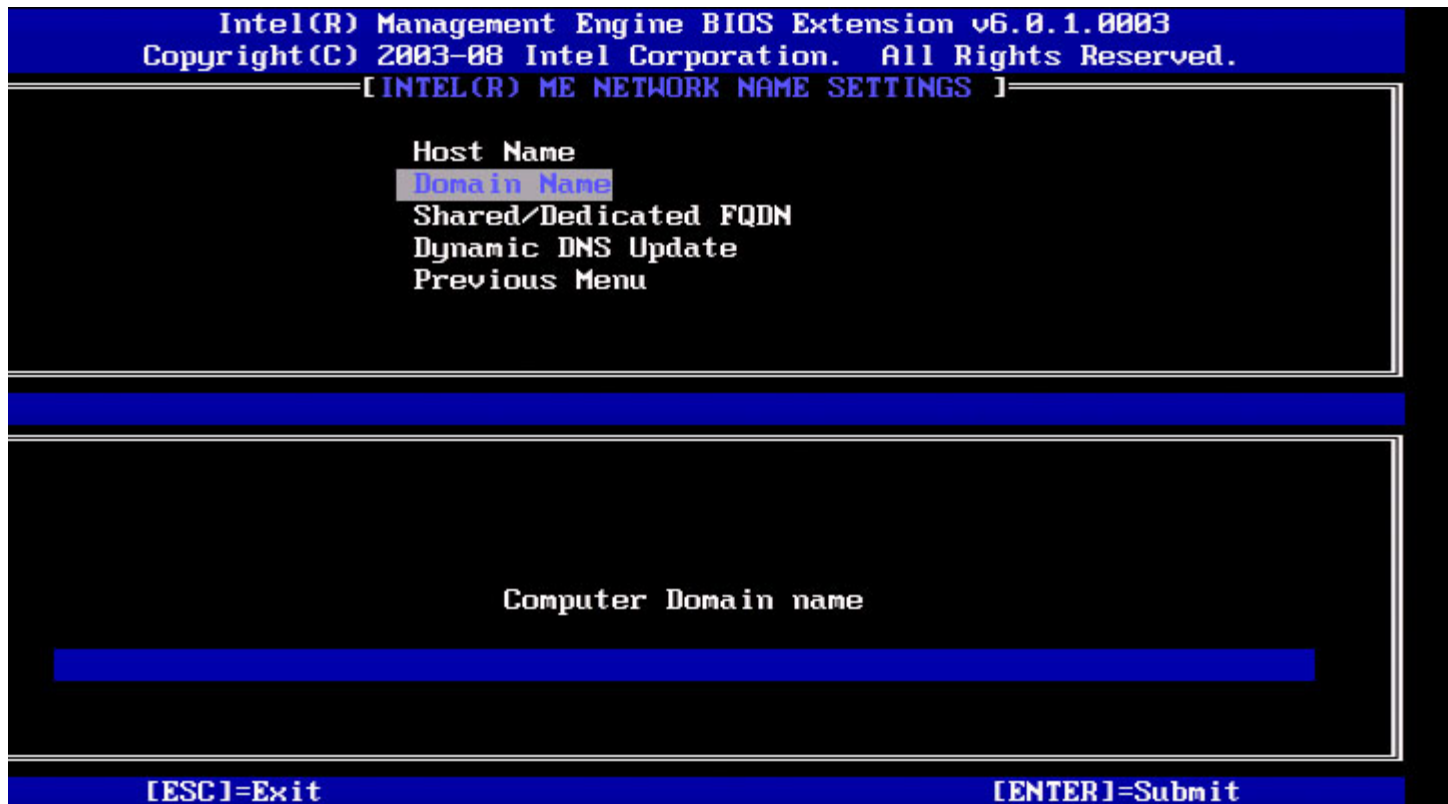 Intel(R) Management Engine BIOS Extension v6.0.1.0003
Copyright(C) 2003-08 Intel Corporation.  All Rights Reserved.
[INTEL(R) ME NETWORK NAME SETTINGS ]
Host Name
Domain Name
Shared/Dedicated FQDN
Dynamic DNS Update
Previous Menu
Computer Domain name
[ESC]=Exit [ENTER]=Submit